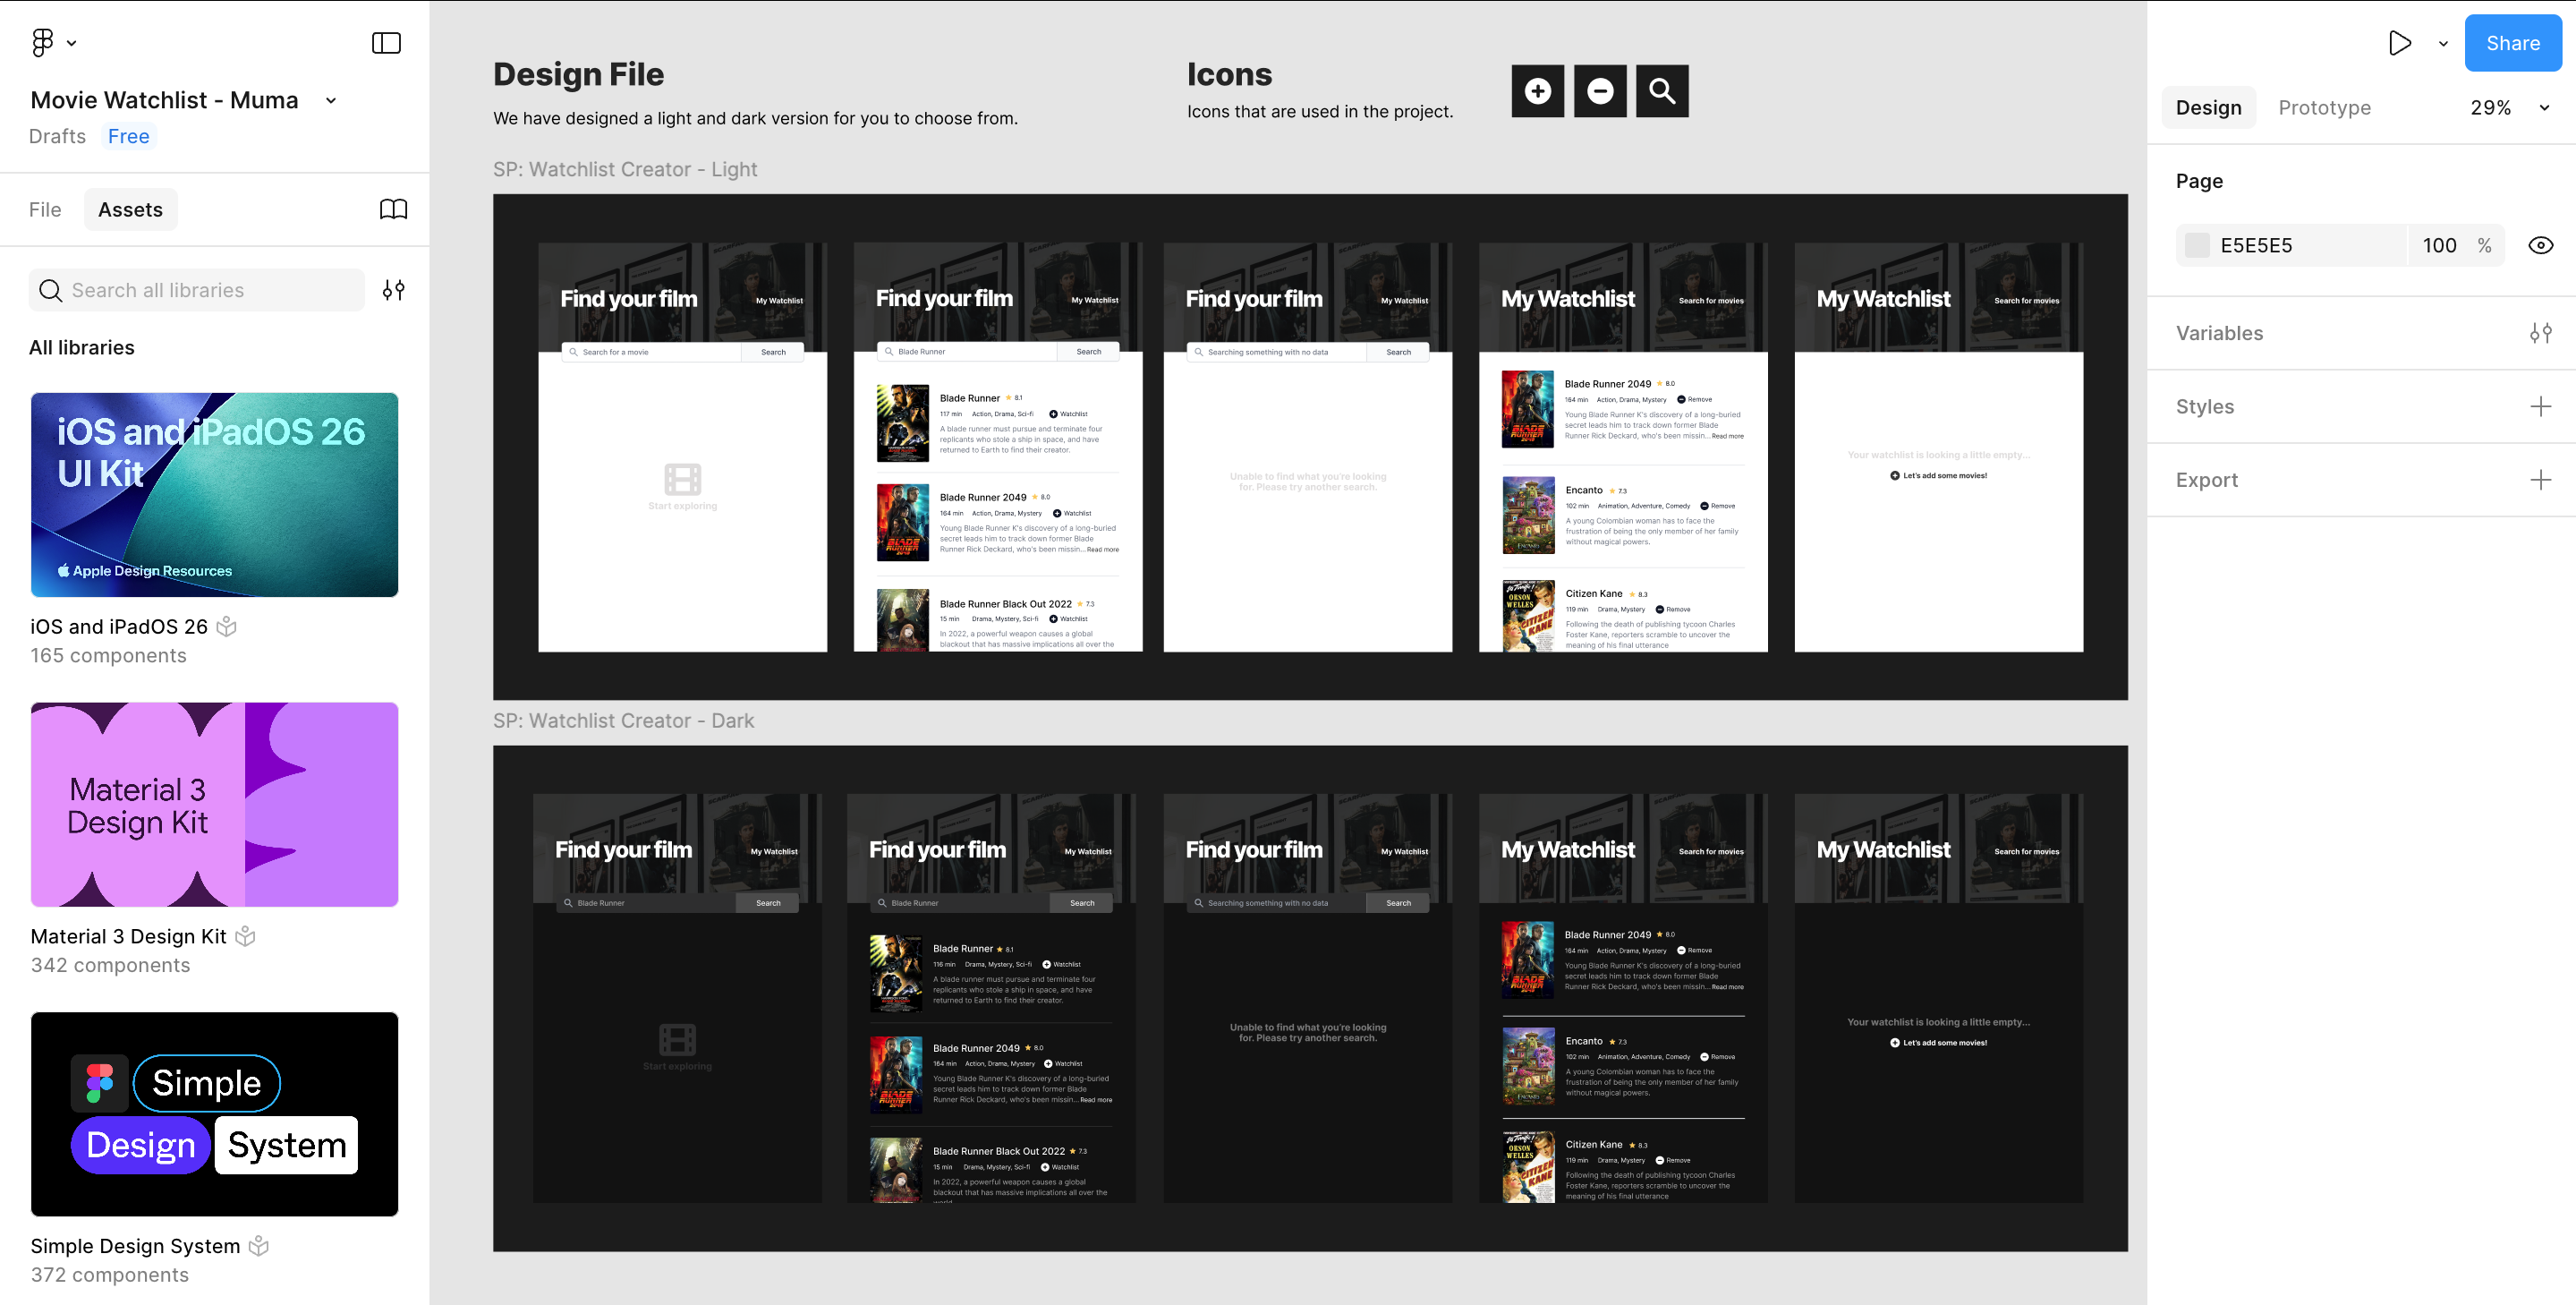 Movie Watchlist - Muma
Drafts Free
File Assets
Search all libraries
All libraries
iOS and iPadOS 26
UI Kit
Apple Design Resources
iOS and iPadOS 26
165 components
Material 3
Design Kit
Material 3 Design Kit
342 components
Simple
Design System
Simple Design System
372 components
Design File
We have designed a light and dark version for you to choose from.
Icons
Icons that are used in the project.
SP: Watchlist Creator - Light
Find your film My Watchlist
Search for a movie Search
Start exploring
Find your film My Watchlist
Blade Runner Search
Blade Runner 8.1
117 min Action, Drama, Sci-fi Watchlist
A blade runner must pursue and terminate four
replicants who stole a ship in space, and have
returned to Earth to find their creator.
Blade Runner 2049 8.0
164 min Action, Drama, Mystery Watchlist
Young Blade Runner K's discovery of a long-buried
secret leads him to track down former Blade
Runner Rick Deckard, who's been missin... Read more
Blade Runner Black Out 2022 7.3
15 min Drama, Mystery, Sci-fi Watchlist
In 2022, a powerful weapon causes a global
blackout that has massive implications all over the
Find your film My Watchlist
Searching something with no data Search
Unable to find what you're looking
for. Please try another search.
My Watchlist Search for movies
Blade Runner 2049 8.0
164 min Action, Drama, Mystery Remove
Young Blade Runner K's discovery of a long-buried
secret leads him to track down former Blade
Runner Rick Deckard, who's been missin... Read more
Encanto 7.3
102 min Animation, Adventure, Comedy Remove
A young Colombian woman has to face the
frustration of being the only member of her family
without magical powers.
Citizen Kane 8.3
119 min Drama, Mystery Remove
Following the death of publishing tycoon Charles
Foster Kane, reporters scramble to uncover the
meaning of his final utterance
My Watchlist Search for movies
Your watchlist is looking a little empty...
Let's add some movies!
SP: Watchlist Creator - Dark
Find your film My Watchlist
Blade Runner Search
Start exploring
Find your film My Watchlist
Blade Runner Search
Blade Runner 8.1
116 min Drama, Mystery, Sci-fi Watchlist
A blade runner must pursue and terminate four
replicants who stole a ship in space, and have
returned to Earth to find their creator.
Blade Runner 2049 8.0
164 min Action, Drama, Mystery Watchlist
Young Blade Runner K's discovery of a long-buried
secret leads him to track down former Blade
Runner Rick Deckard, who's been missin... Read more
Blade Runner Black Out 2022 7.3
15 min Drama, Mystery, Sci-fi Watchlist
In 2022, a powerful weapon causes a global
blackout that has massive implications all over the
Find your film My Watchlist
Searching something with no data Search
Unable to find what you're looking
for. Please try another search.
My Watchlist Search for movies
Blade Runner 2049 8.0
164 min Action, Drama, Mystery Remove
Young Blade Runner K's discovery of a long-buried
secret leads him to track down former Blade
Runner Rick Deckard, who's been missin... Read more
Encanto 7.3
102 min Animation, Adventure, Comedy Remove
A young Colombian woman has to face the
frustration of being the only member of her family
without magical powers.
Citizen Kane 8.3
119 min Drama, Mystery Remove
Following the death of publishing tycoon Charles
Foster Kane, reporters scramble to uncover the
meaning of his final utterance
My Watchlist Search for movies
Your watchlist is looking a little empty...
Let's add some movies!
Share
Design Prototype 29%
Page
E5E5E5 100 %
Variables
Styles
Export